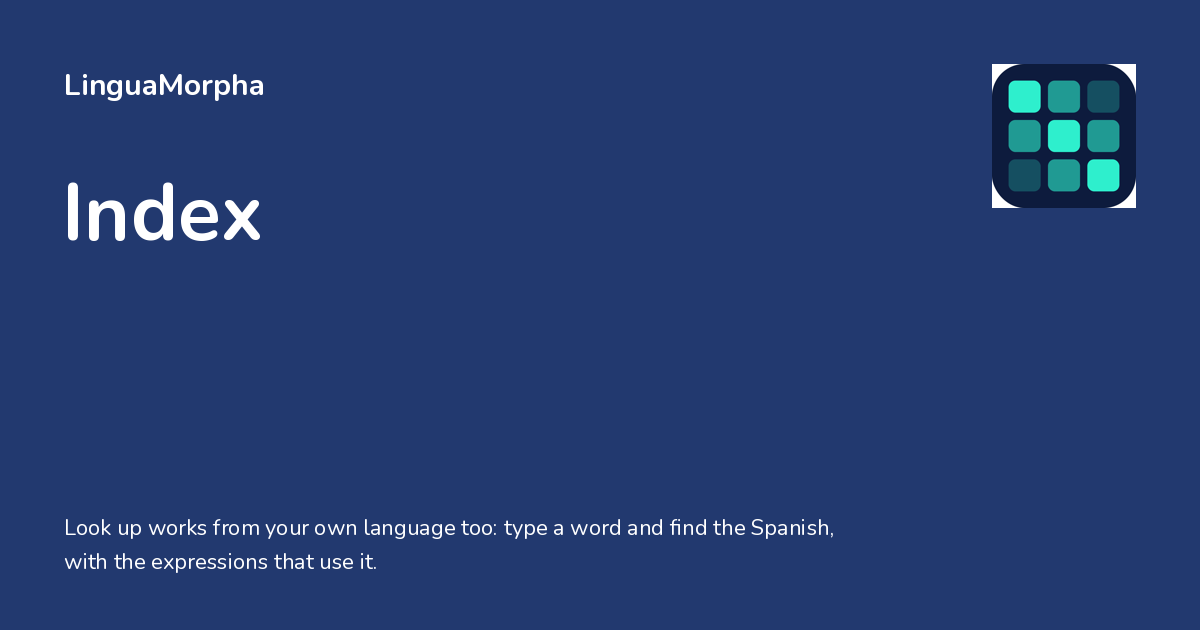 LinguaMorpha
Index
Look up works from your own language too: type a word and find the Spanish,
with the expressions that use it.